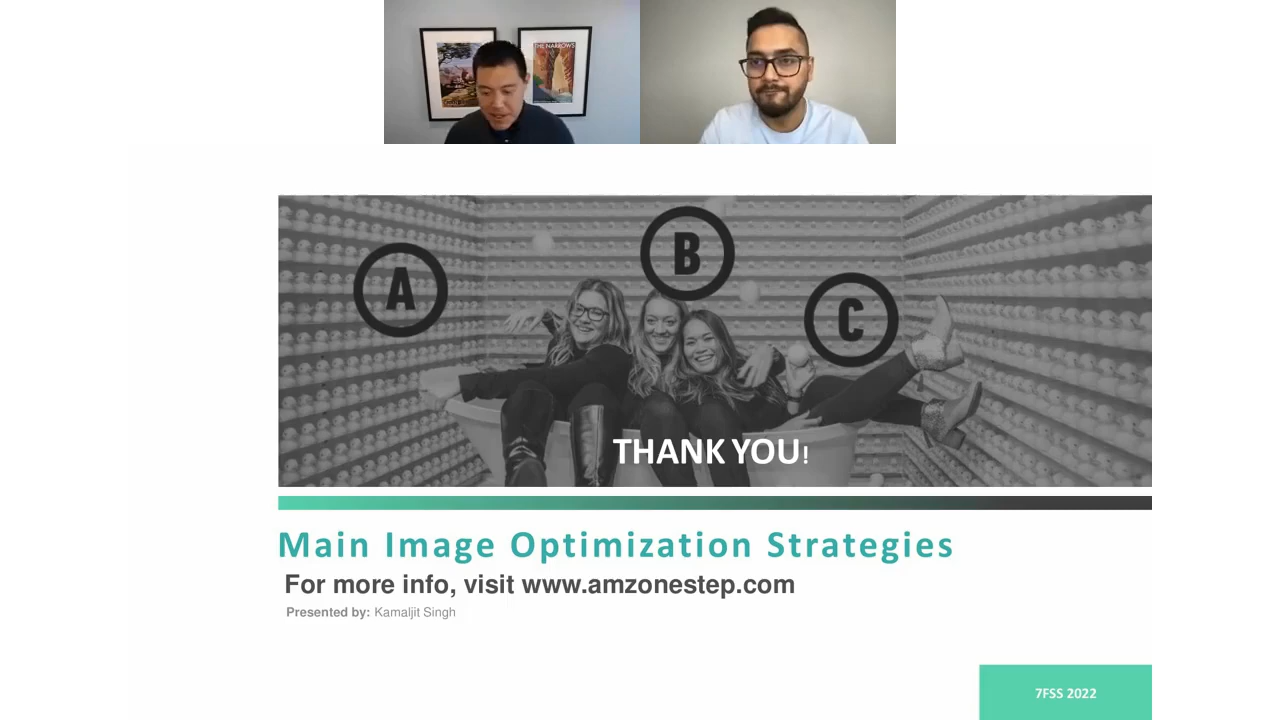 THE NARROWS
A
B
C
THANK YOU!
Main Image Optimization Strategies
For more info, visit www.amzonestep.com
Presented by: Kamaljit Singh
7FSS 2022